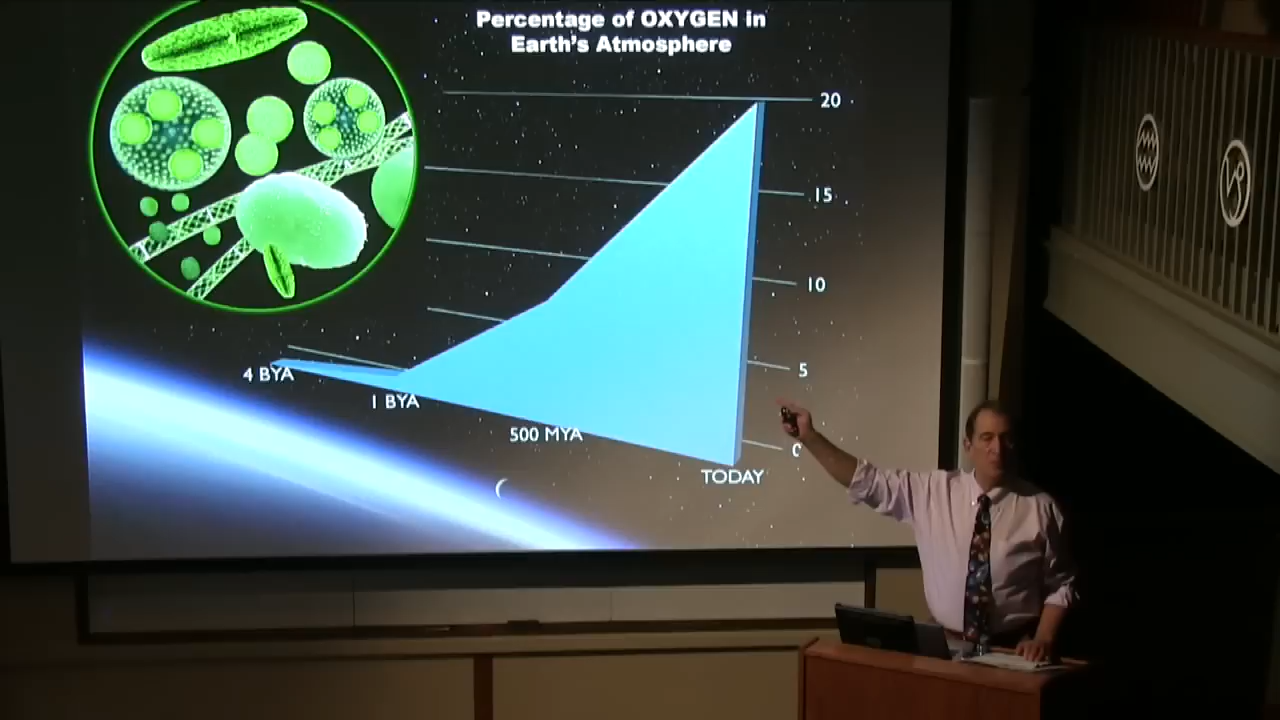 Percentage of OXYGEN in
Earth's Atmosphere
20
15
10
5
0
4 BYA
1 BYA
500 MYA
TODAY